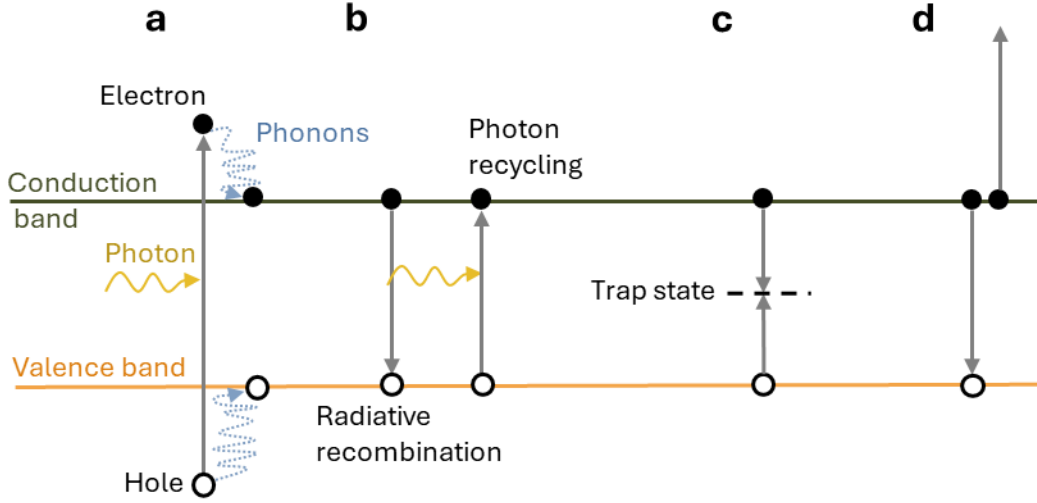 a
b
c
d
Electron
Phonons
Photon
recycling
Conduction
band
Photon
Trap state
Valence band
Radiative
recombination
Hole